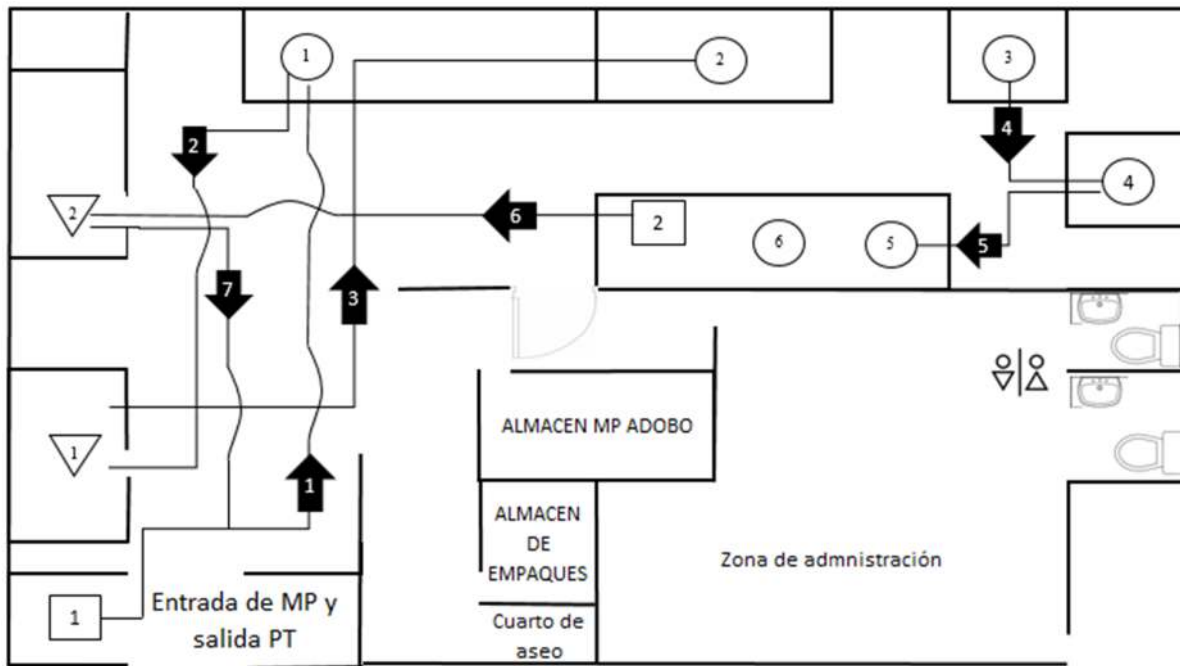 1
2
3
2
4
4
2
6
2
6
5
5
7
3
ALMACEN MP ADOBO
1
1
ALMACEN
DE
EMPAQUES
Zona de admnistración
1
Entrada de MP y
salida PT
Cuarto de
aseo